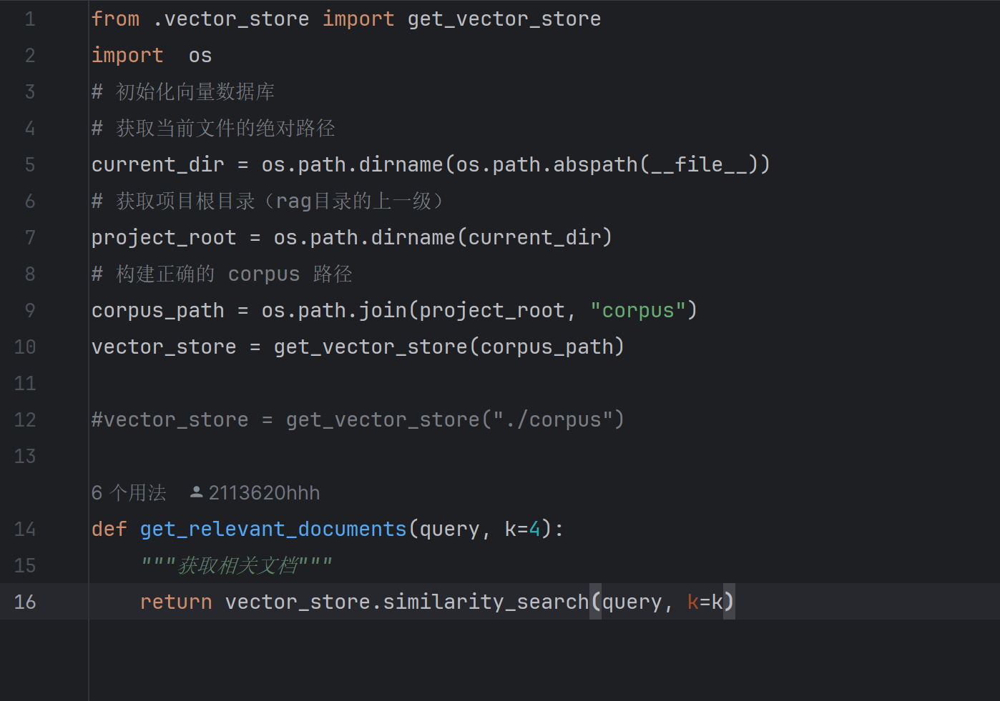 1 from .vector_store import get_vector_store
2 import  os
3 # 初始化向量数据库
4 # 获取当前文件的绝对路径
5 current_dir = os.path.dirname(os.path.abspath(__file__))
6 # 获取项目根目录（rag目录的上一级）
7 project_root = os.path.dirname(current_dir)
8 # 构建正确的 corpus 路径
9 corpus_path = os.path.join(project_root, "corpus")
10 vector_store = get_vector_store(corpus_path)
11
12 #vector_store = get_vector_store("./corpus")
13
6 个用法 2113620hhh
14 def get_relevant_documents(query, k=4):
15     """获取相关文档"""
16     return vector_store.similarity_search(query, k=k)